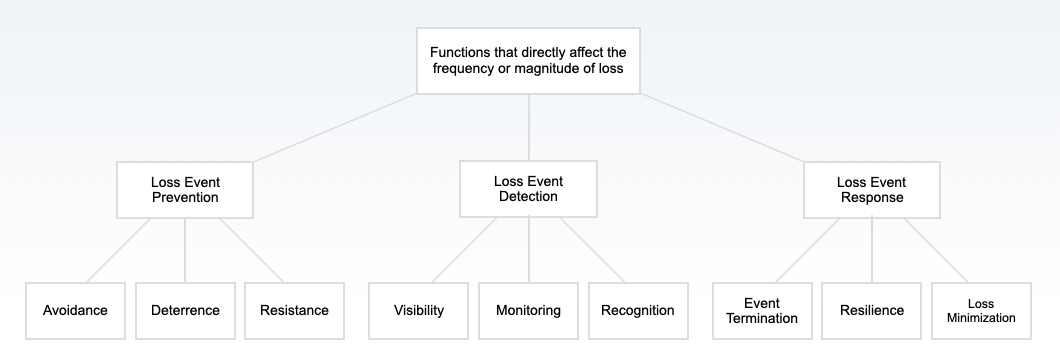 Functions that directly affect the
frequency or magnitude of loss
Loss Event
Prevention
Loss Event
Detection
Loss Event
Response
Avoidance
Deterrence
Resistance
Visibility
Monitoring
Recognition
Event
Termination
Resilience
Loss
Minimization